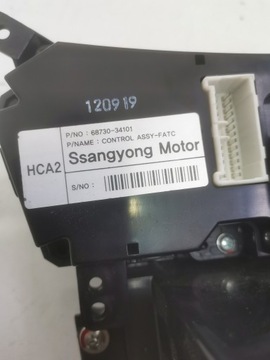 120919
P/NO : 68730-34101
P/NAME : CONTROL ASSY-FATC
HCA2
Ssangyong Motor
S/NO :